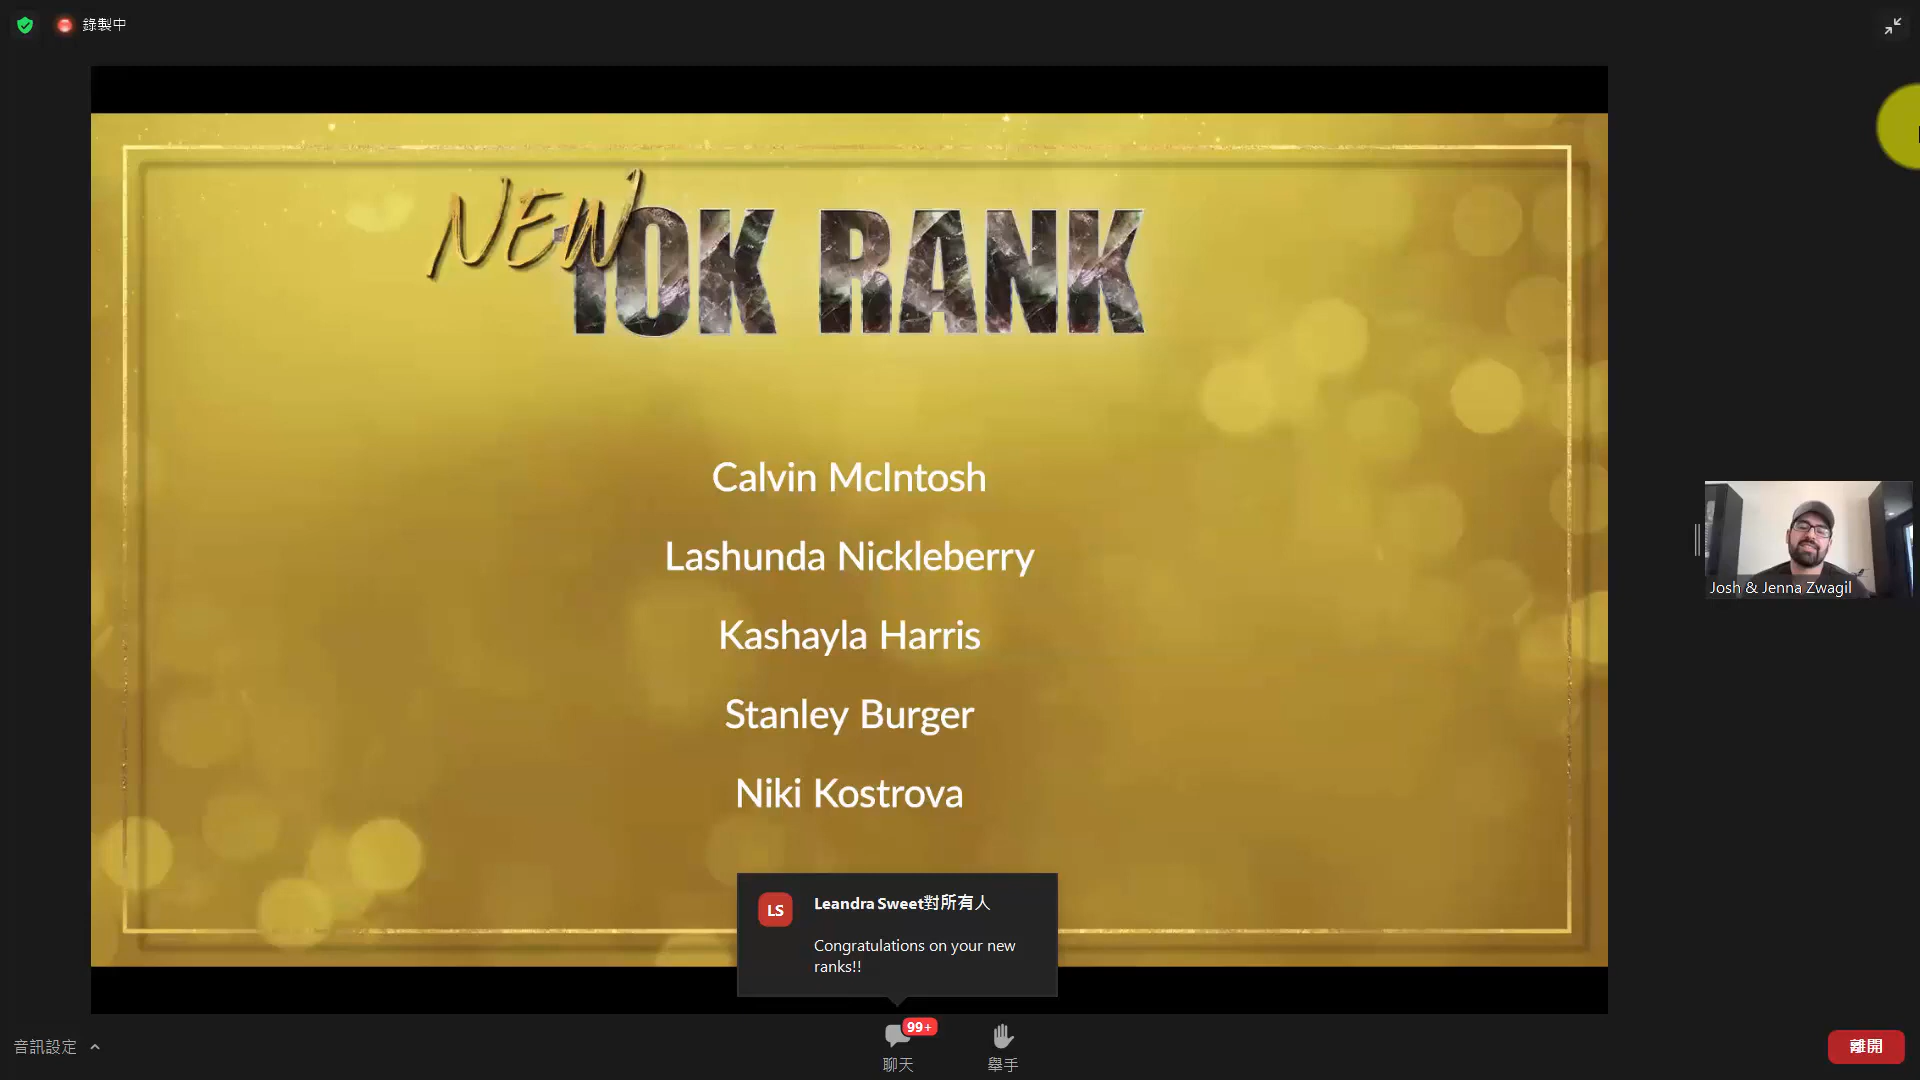 錄製中
NEW
10K RANK
Calvin McIntosh
Lashunda Nickleberry
Kashayla Harris
Stanley Burger
Niki Kostrova
Josh & Jenna Zwagil
LS
Leandra Sweet對所有人
Congratulations on your new
ranks!!
99+
音訊設定
聊天
舉手
離開